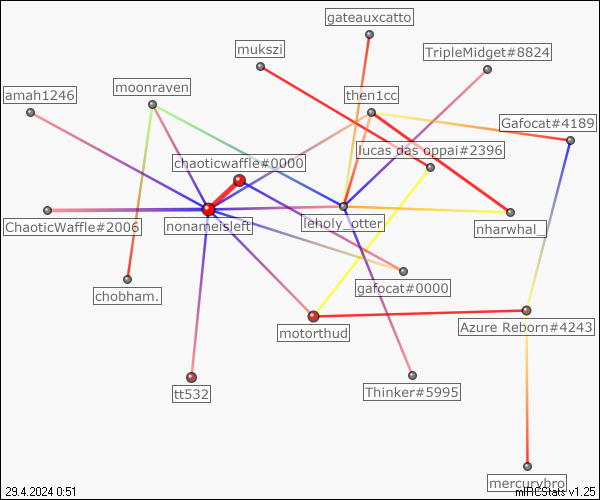 gateauxcatto
mukszi
TripleMidget#8824
moonraven
amah1246
then1cc
Gafocat#4189
lucas das oppai#2396
chaoticwaffle#0000
ChaoticWaffle#2006
nonameisleft
leholy_otter
nharwhal_
chobham.
gafocat#0000
motorthud
Azure Reborn#4243
tt532
Thinker#5995
mercurybro
29.4.2024 0:51
mIRCStats v1.25